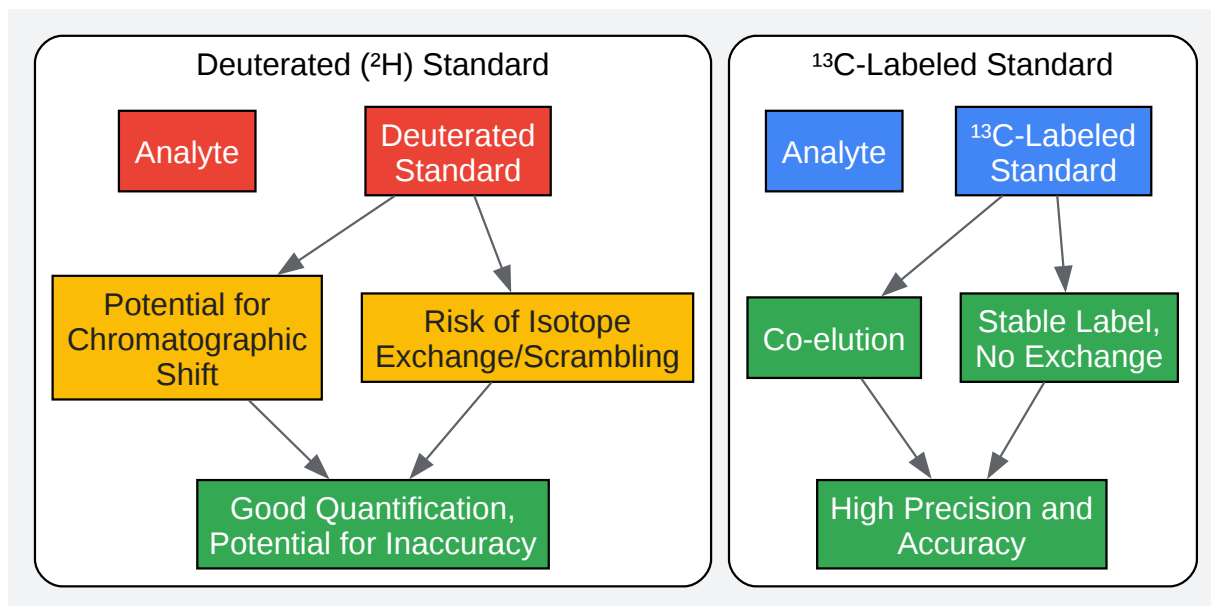 Deuterated (²H) Standard
Analyte
Deuterated
Standard
Potential for
Chromatographic
Shift
Risk of Isotope
Exchange/Scrambling
Good Quantification,
Potential for Inaccuracy
¹³C-Labeled Standard
Analyte
¹³C-Labeled
Standard
Co-elution
Stable Label,
No Exchange
High Precision and
Accuracy